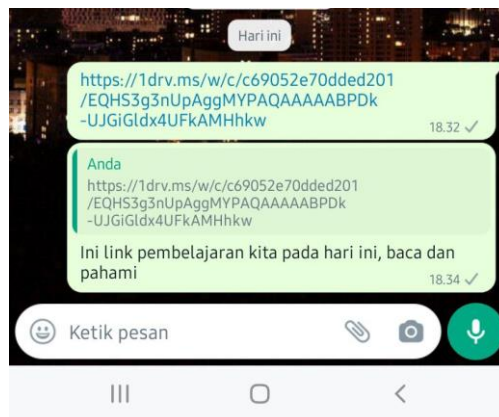 Hari ini
https://1drv.ms/w/c/c69052e70dded201
/EQHS3g3nUpAggMYPAQAAAAABPDk
-UJGiGldx4UFkAMHhkw
18.32
Anda
https://1drv.ms/w/c/c69052e70dded201
/EQHS3g3nUpAggMYPAQAAAAABPDk
-UJGiGldx4UFkAMHhkw
Ini link pembelajaran kita pada hari ini, baca dan
pahami
18.34
Ketik pesan